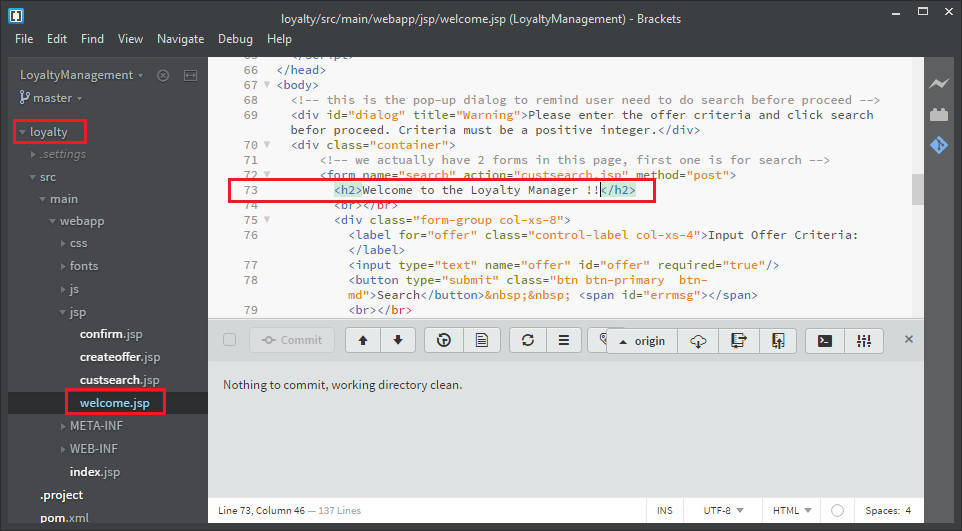 loyalty/src/main/webapp/jsp/welcome.jsp (LoyaltyManagement) - Brackets
File Edit Find View Navigate Debug Help
LoyaltyManagement
master
loyalty
.settings
src
main
webapp
css
fonts
js
jsp
confirm.jsp
createoffer.jsp
custsearch.jsp
welcome.jsp
META-INF
WEB-INF
index.jsp
.project
pom.xml
65 </script>
66 </head>
67 <body>
68 <!-- this is the pop-up dialog to remind user need to do search before proceed -->
69 <div id="dialog" title="Warning">Please enter the offer criteria and click search
befor proceed. Criteria must be a positive integer.</div>
70 <div class="container">
71 <!-- we actually have 2 forms in this page, first one is for search -->
72 <form name="search" action="custsearch.jsp" method="post">
73 <h2>Welcome to the Loyalty Manager !!</h2>
74 <br></br>
75 <div class="form-group col-xs-8">
76 <label for="offer" class="control-label col-xs-4">Input Offer Criteria:
</label>
77 <input type="text" name="offer" id="offer" required="true"/>
78 <button type="submit" class="btn btn-primary btn-
md">Search</button>&nbsp;&nbsp; <span id="errmsg"></span>
79 <br></br>
Commit
origin
Nothing to commit, working directory clean.
Line 73, Column 46 — 137 Lines
INS UTF-8 HTML Spaces: 4